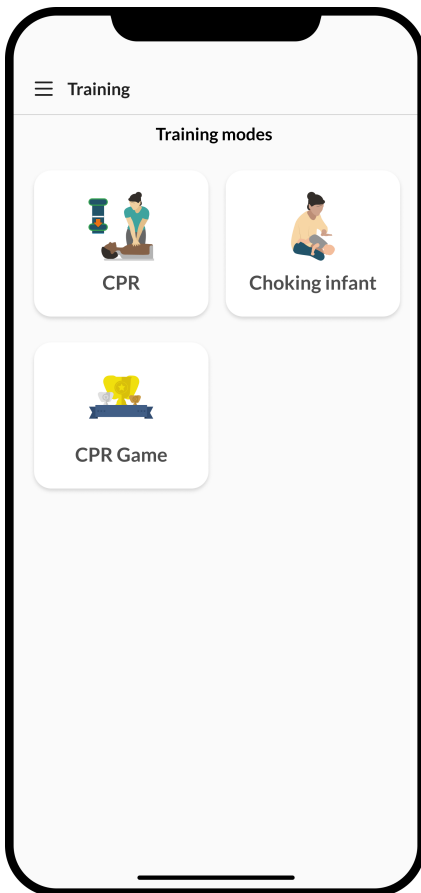 Training
Training modes
CPR
Choking infant
CPR Game